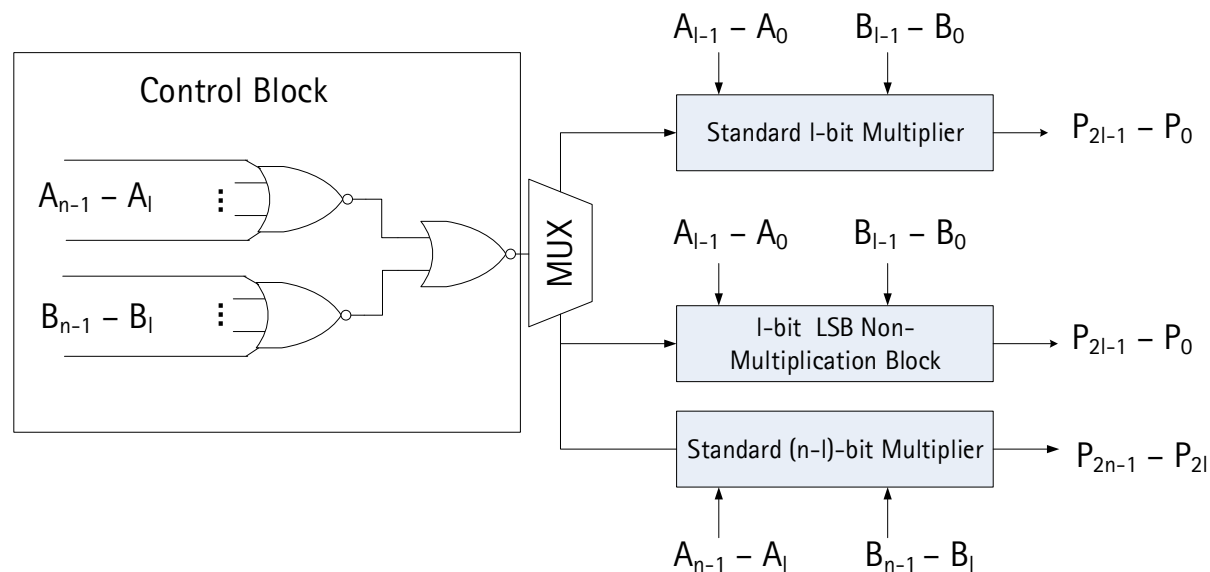 Control Block
A_{n-1} – A_l
⋮
B_{n-1} – B_l
⋮
MUX
A_{l-1} – A_0
B_{l-1} – B_0
Standard l-bit Multiplier
P_{2l-1} – P_0
A_{l-1} – A_0
B_{l-1} – B_0
l-bit LSB Non-
Multiplication Block
P_{2l-1} – P_0
Standard (n-l)-bit Multiplier
P_{2n-1} – P_{2l}
A_{n-1} – A_l
B_{n-1} – B_l